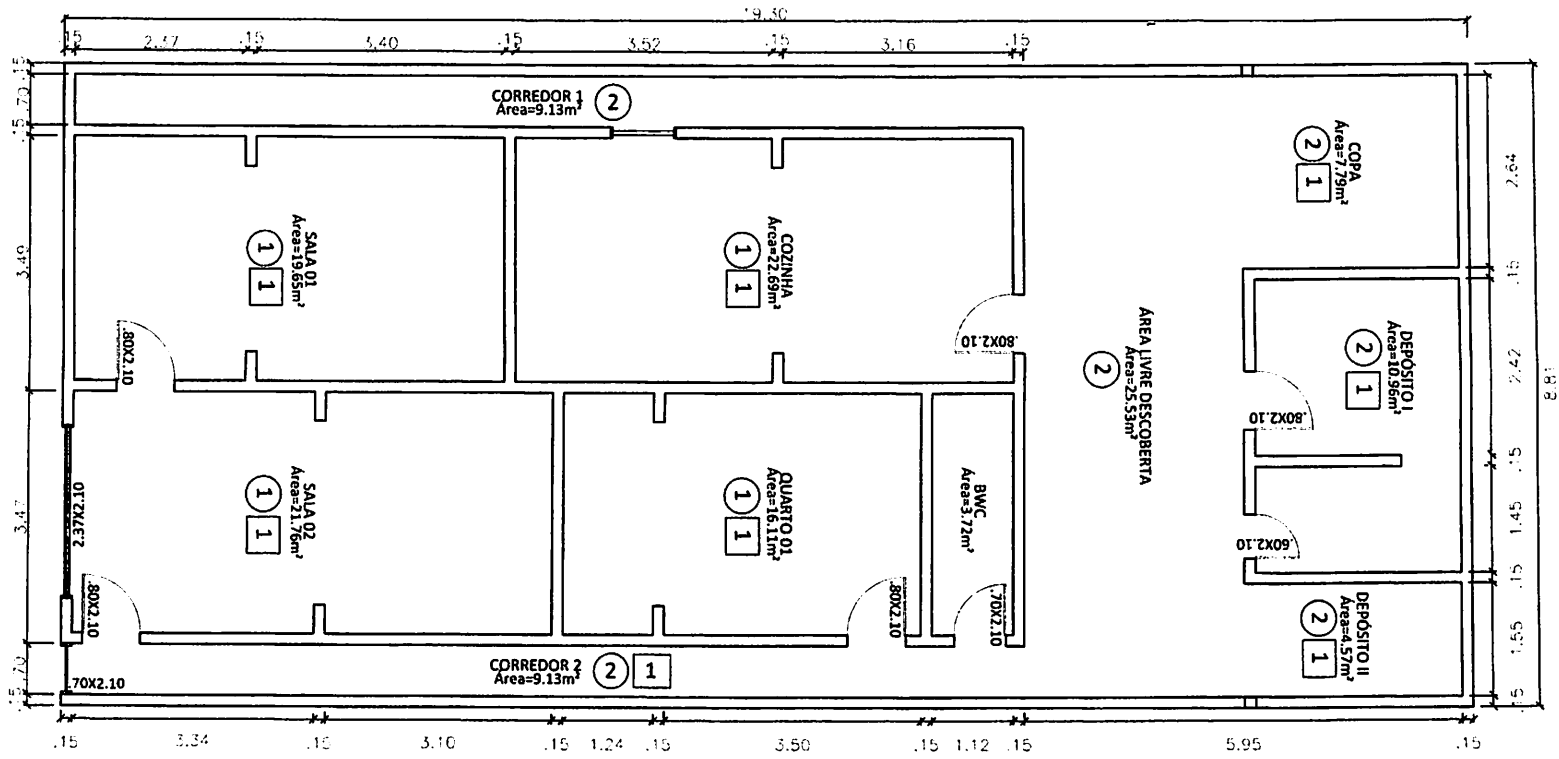 19.30
.15 2.37 .15 3.40 .15 3.52 .15 3.16 .15
.15
.70
.15
3.49
3.47
.70
.15
CORREDOR 1
Área=9.13m²
2
COPA
Área=7.79m²
2
1
SALA 01
Área=19.65m²
1
1
.80X2.10
COZINHA
Área=22.69m²
1
1
.80X2.10
ÁREA LIVRE DESCOBERTA
Área=25.53m²
2
DEPÓSITO I
Área=10.96m²
2
1
.80X2.10
.60X2.10
SALA 02
Área=21.76m²
1
1
2.37X2.10
.80X2.10
QUARTO 01
Área=16.11m²
1
1
.80X2.10
BWC
Área=3.72m²
.70X2.10
DEPÓSITO II
Área=4.57m²
2
1
CORREDOR 2
Área=9.13m²
2
1
.70X2.10
2.64
.15
2.42
.15
1.45
.15
1.55
.15
8.81
.15 3.34 .15 3.10 .15 1.24 .15 3.50 .15 1.12 .15 5.95 .15